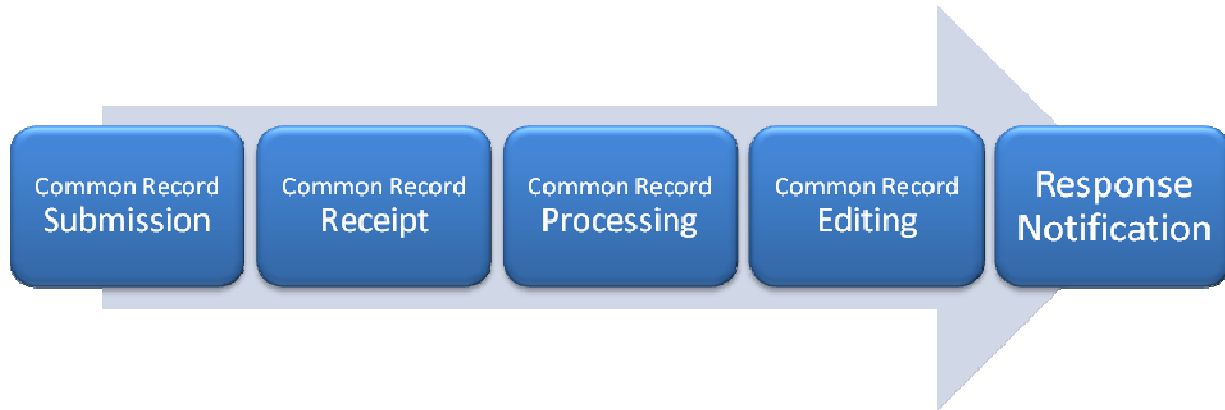 Common Record
Submission
Common Record
Receipt
Common Record
Processing
Common Record
Editing
Response
Notification